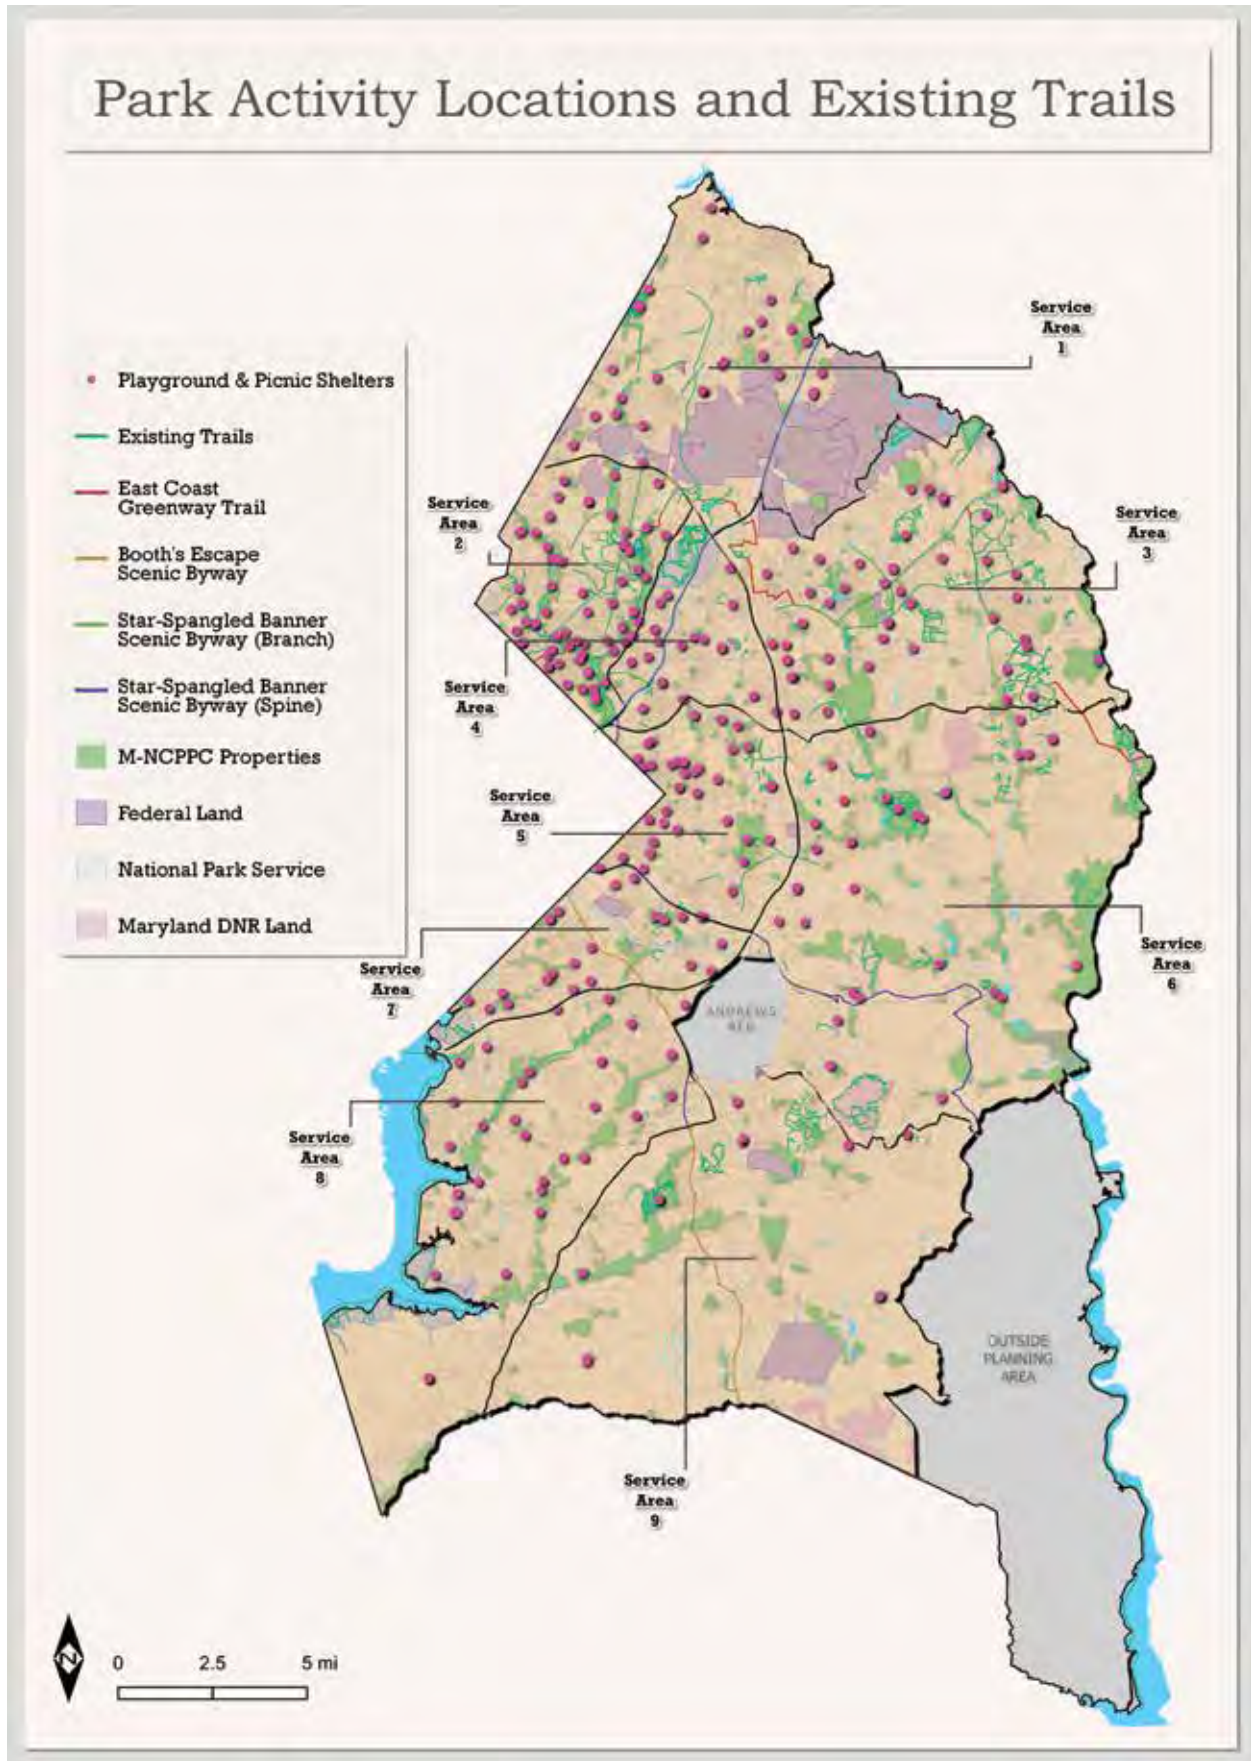 Park Activity Locations and Existing Trails
Service
Area
1
Playground & Picnic Shelters
Existing Trails
East Coast
Greenway Trail
Booth's Escape
Scenic Byway
Star-Spangled Banner
Scenic Byway (Branch)
Star-Spangled Banner
Scenic Byway (Spine)
M-NCPPC Properties
Federal Land
National Park Service
Maryland DNR Land
Service
Area
2
Service
Area
3
Service
Area
4
Service
Area
5
Service
Area
6
Service
Area
7
ANDREWS
Service
Area
8
OUTSIDE
PLANNING
AREA
Service
Area
9
N
0 2.5 5 mi